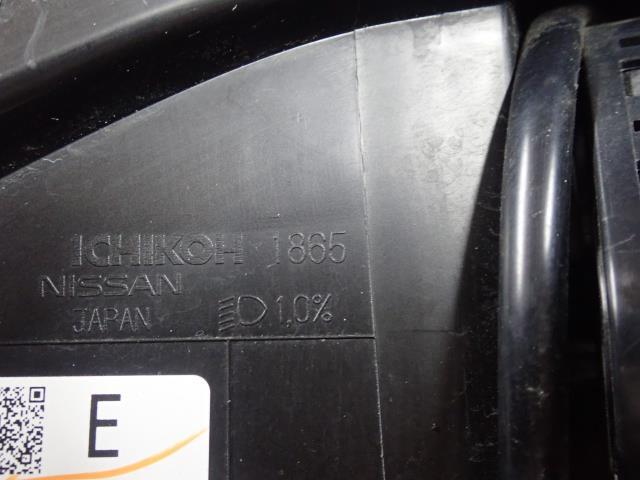 ICHIKOH 1865
NISSAN
JAPAN 1.0%
E